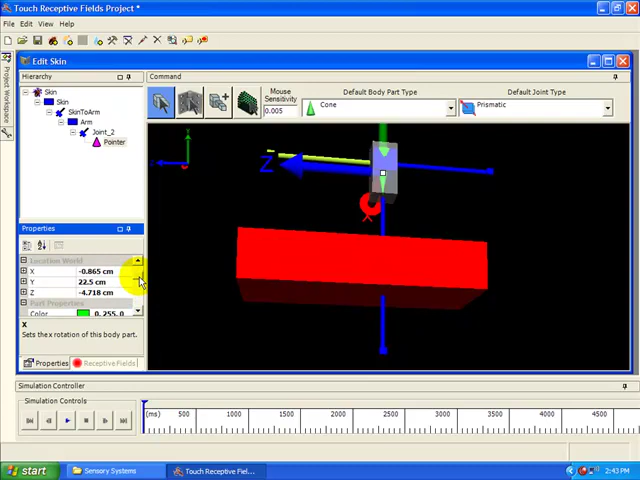 Touch Receptive Fields Project *
File Edit View Help
Project Workspace
Edit Skin
Hierarchy
Command
Skin
Skin
SkinToArm
Arm
Joint_2
Pointer
Mouse Sensitivity
0.005
Default Body Part Type
Cone
Default Joint Type
Prismatic
Y
Z
X
Properties
Location World
X -0.865 cm
Y 22.5 cm
Z -4.718 cm
Part Properties
Color 0, 255, 0
X
Sets the x rotation of this body part.
Properties Receptive Fields
Simulation Controller
Simulation Controls
(ms) 500 1000 1500 2000 2500 3000 3500 4000 4500
start Sensory Systems Touch Receptive Fiel... 2:43 PM